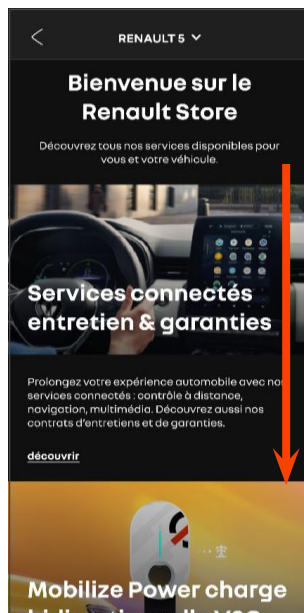 RENAULT 5
Bienvenue sur le
Renault Store
Découvrez tous nos services disponibles pour
vous et votre véhicule.
Services connectés
entretien & garanties
Prolongez votre expérience automobile avec nos
services connectés : contrôle à distance,
navigation, multimédia. Découvrez aussi nos
contrats d'entretiens et de garanties.
découvrir
Mobilize Power charge